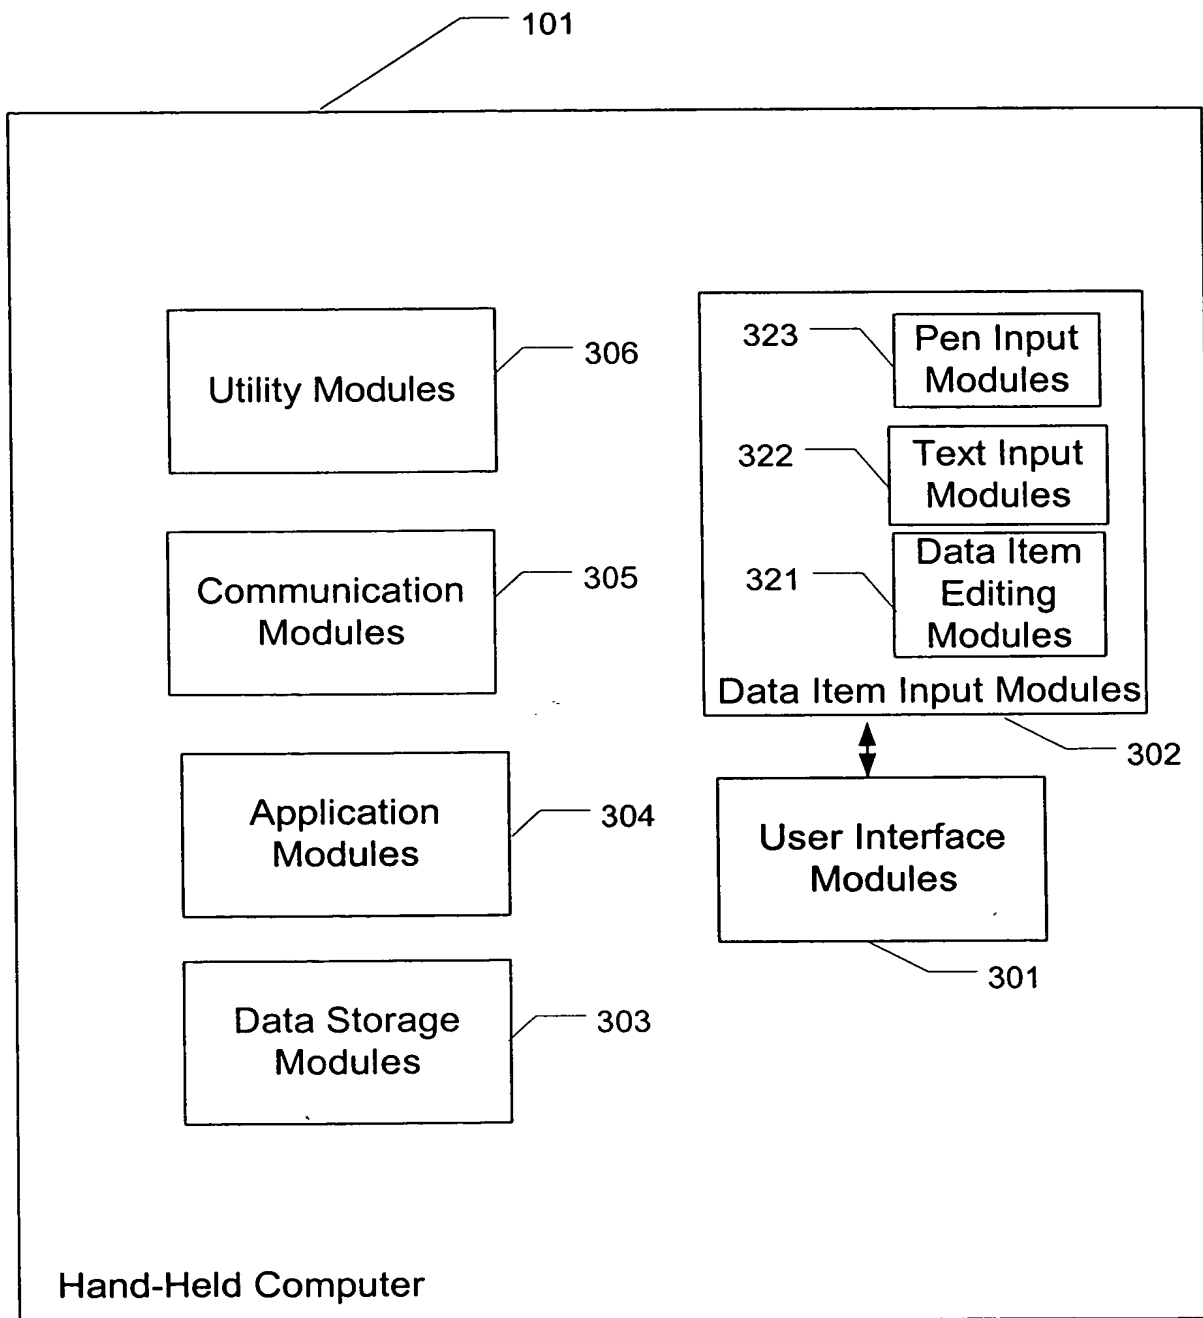 101
Utility Modules
306
Communication
Modules
305
Application
Modules
304
Data Storage
Modules
303
323
Pen Input
Modules
322
Text Input
Modules
321
Data Item
Editing
Modules
Data Item Input Modules
302
User Interface
Modules
301
Hand-Held Computer